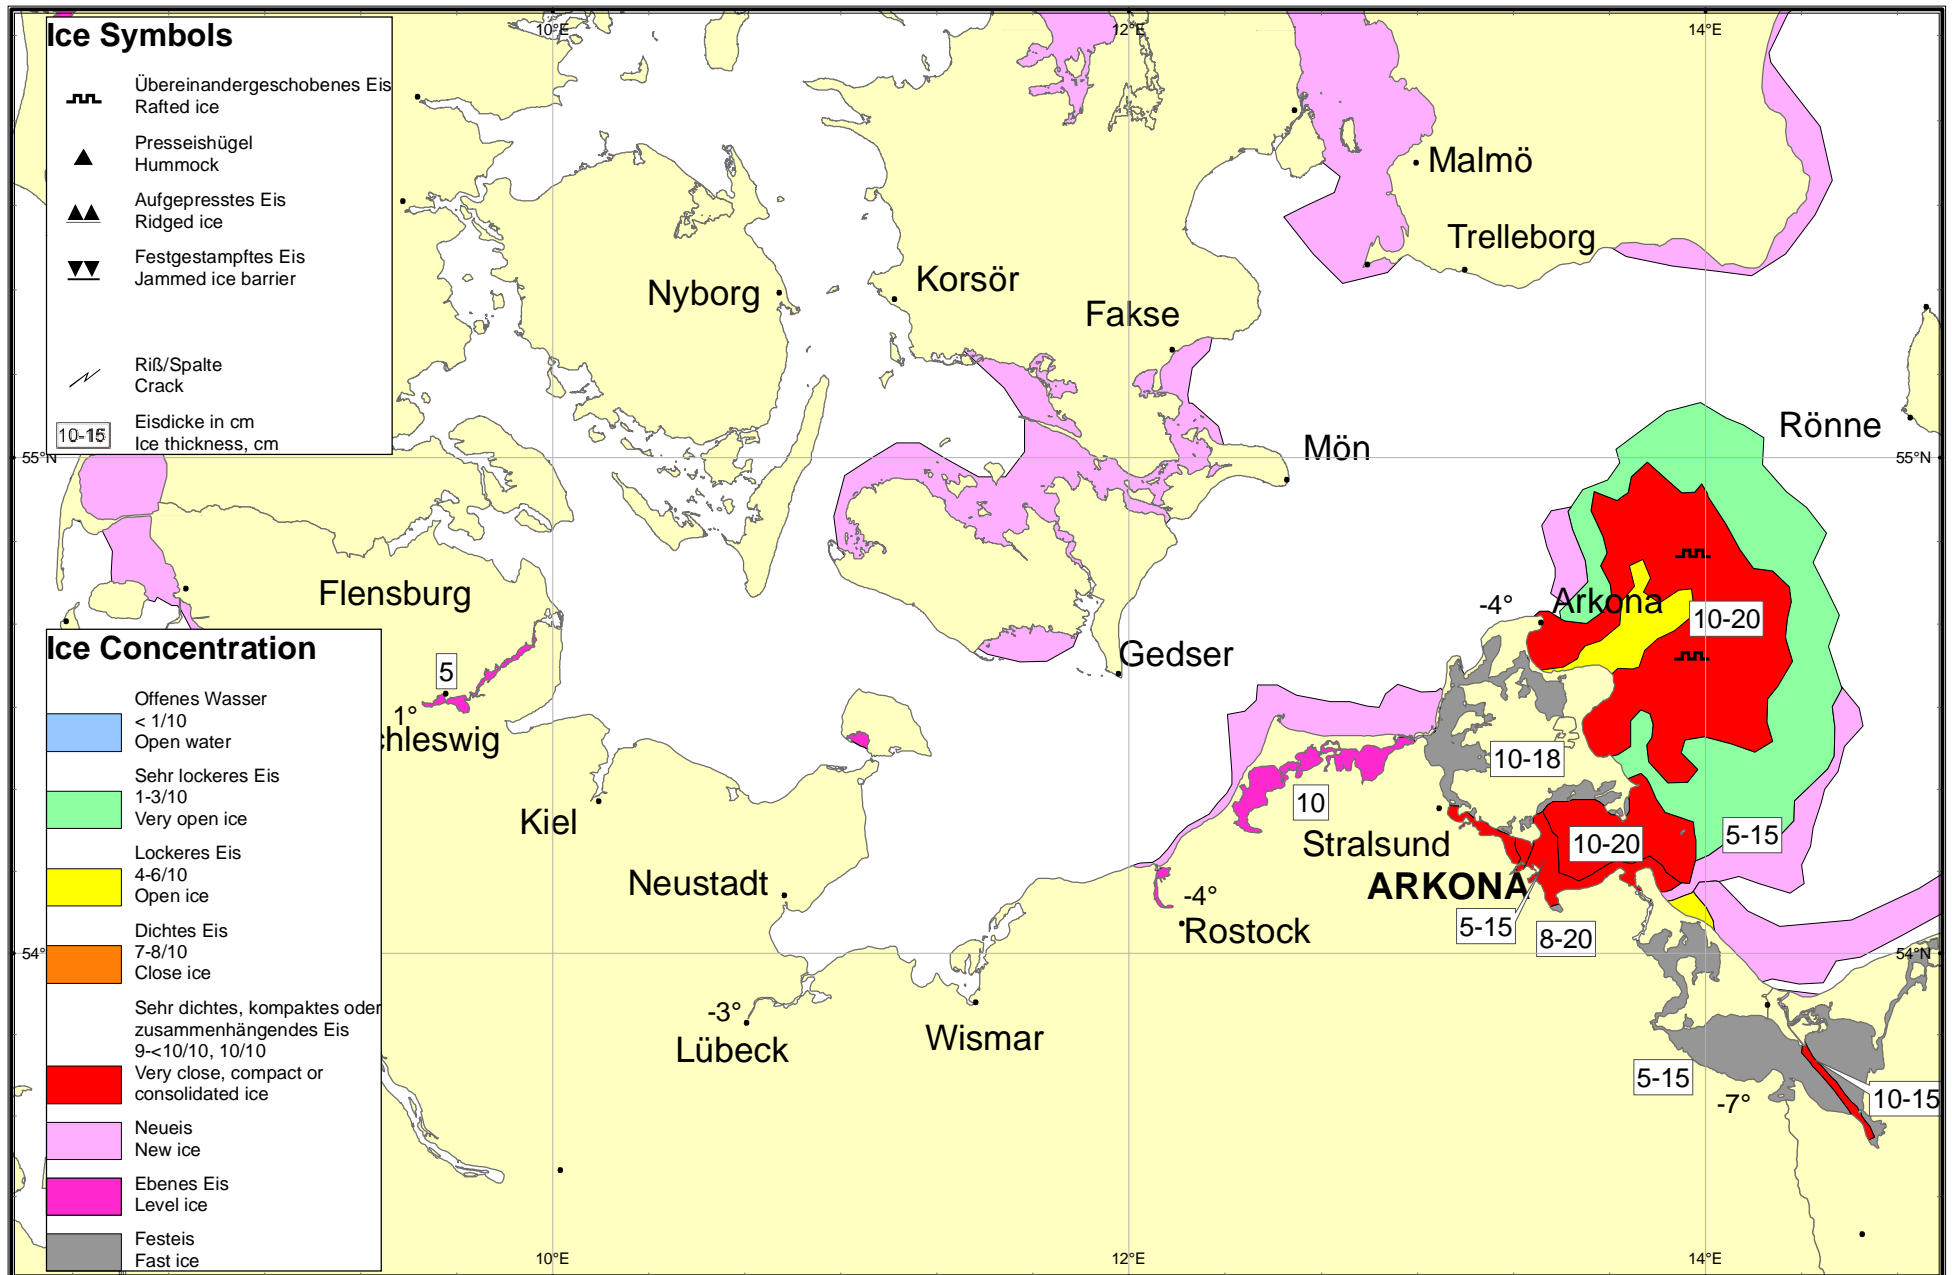 Ice Symbols
Übereinandergeschobenes Eis
Rafted ice
Presseishügel
Hummock
Aufgepresstes Eis
Ridged ice
Festgestampftes Eis
Jammed ice barrier
Riß/Spalte
Crack
10-15
Eisdicke in cm
Ice thickness, cm
Ice Concentration
Offenes Wasser
< 1/10
Open water
Sehr lockeres Eis
1-3/10
Very open ice
Lockeres Eis
4-6/10
Open ice
Dichtes Eis
7-8/10
Close ice
Sehr dichtes, kompaktes oder
zusammenhängendes Eis
9-<10/10, 10/10
Very close, compact or
consolidated ice
Neueis
New ice
Ebenes Eis
Level ice
Festeis
Fast ice
10°E
12°E
14°E
Malmö
Trelleborg
Nyborg
Korsör
Fakse
Rönne
Mön
55°N
55°N
Flensburg
-4°
Arkona
10-20
Gedser
5
1°
chleswig
10-18
10
Kiel
Stralsund
10-20
5-15
Neustadt
ARKONA
-4°
Rostock
5-15
8-20
54°N
54°N
-3°
Lübeck
Wismar
5-15
-7°
10-15
10°E
12°E
14°E